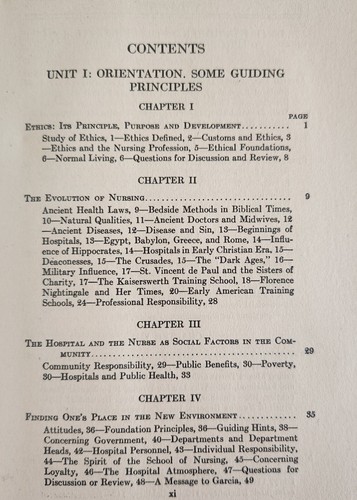 CONTENTS
UNIT I: ORIENTATION. SOME GUIDING
PRINCIPLES
CHAPTER I
PAGE
Ethics: Its Principle, Purpose and Development........... 1
Study of Ethics, 1—Ethics Defined, 2—Customs and Ethics, 3
—Ethics and the Nursing Profession, 5—Ethical Foundations,
6—Normal Living, 6—Questions for Discussion and Review, 8
CHAPTER II
The Evolution of Nursing................................. 9
Ancient Health Laws, 9—Bedside Methods in Biblical Times,
10—Natural Qualities, 11—Ancient Doctors and Midwives, 12
—Ancient Diseases, 12—Disease and Sin, 13—Beginnings of
Hospitals, 13—Egypt, Babylon, Greece, and Rome, 14—Influ-
ence of Hippocrates, 14—Hospitals in Early Christian Era, 15—
Deaconesses, 15—The Crusades, 15—The "Dark Ages," 16—
Military Influence, 17—St. Vincent de Paul and the Sisters of
Charity, 17—The Kaiserswerth Training School, 18—Florence
Nightingale and Her Times, 20—Early American Training
Schools, 24—Professional Responsibility, 28
CHAPTER III
The Hospital and the Nurse as Social Factors in the Com-
munity................................................. 29
Community Responsibility, 29—Public Benefits, 30—Poverty,
30—Hospitals and Public Health, 33
CHAPTER IV
Finding One's Place in the New Environment............... 35
Attitudes, 36—Foundation Principles, 36—Guiding Hints, 38—
Concerning Government, 40—Departments and Department
Heads, 42—Hospital Personnel, 43—Individual Responsibility,
44—The Spirit of the School of Nursing, 45—Concerning
Loyalty, 46—The Hospital Atmosphere, 47—Questions for
Discussion or Review, 48—A Message to Garcia, 49
xi